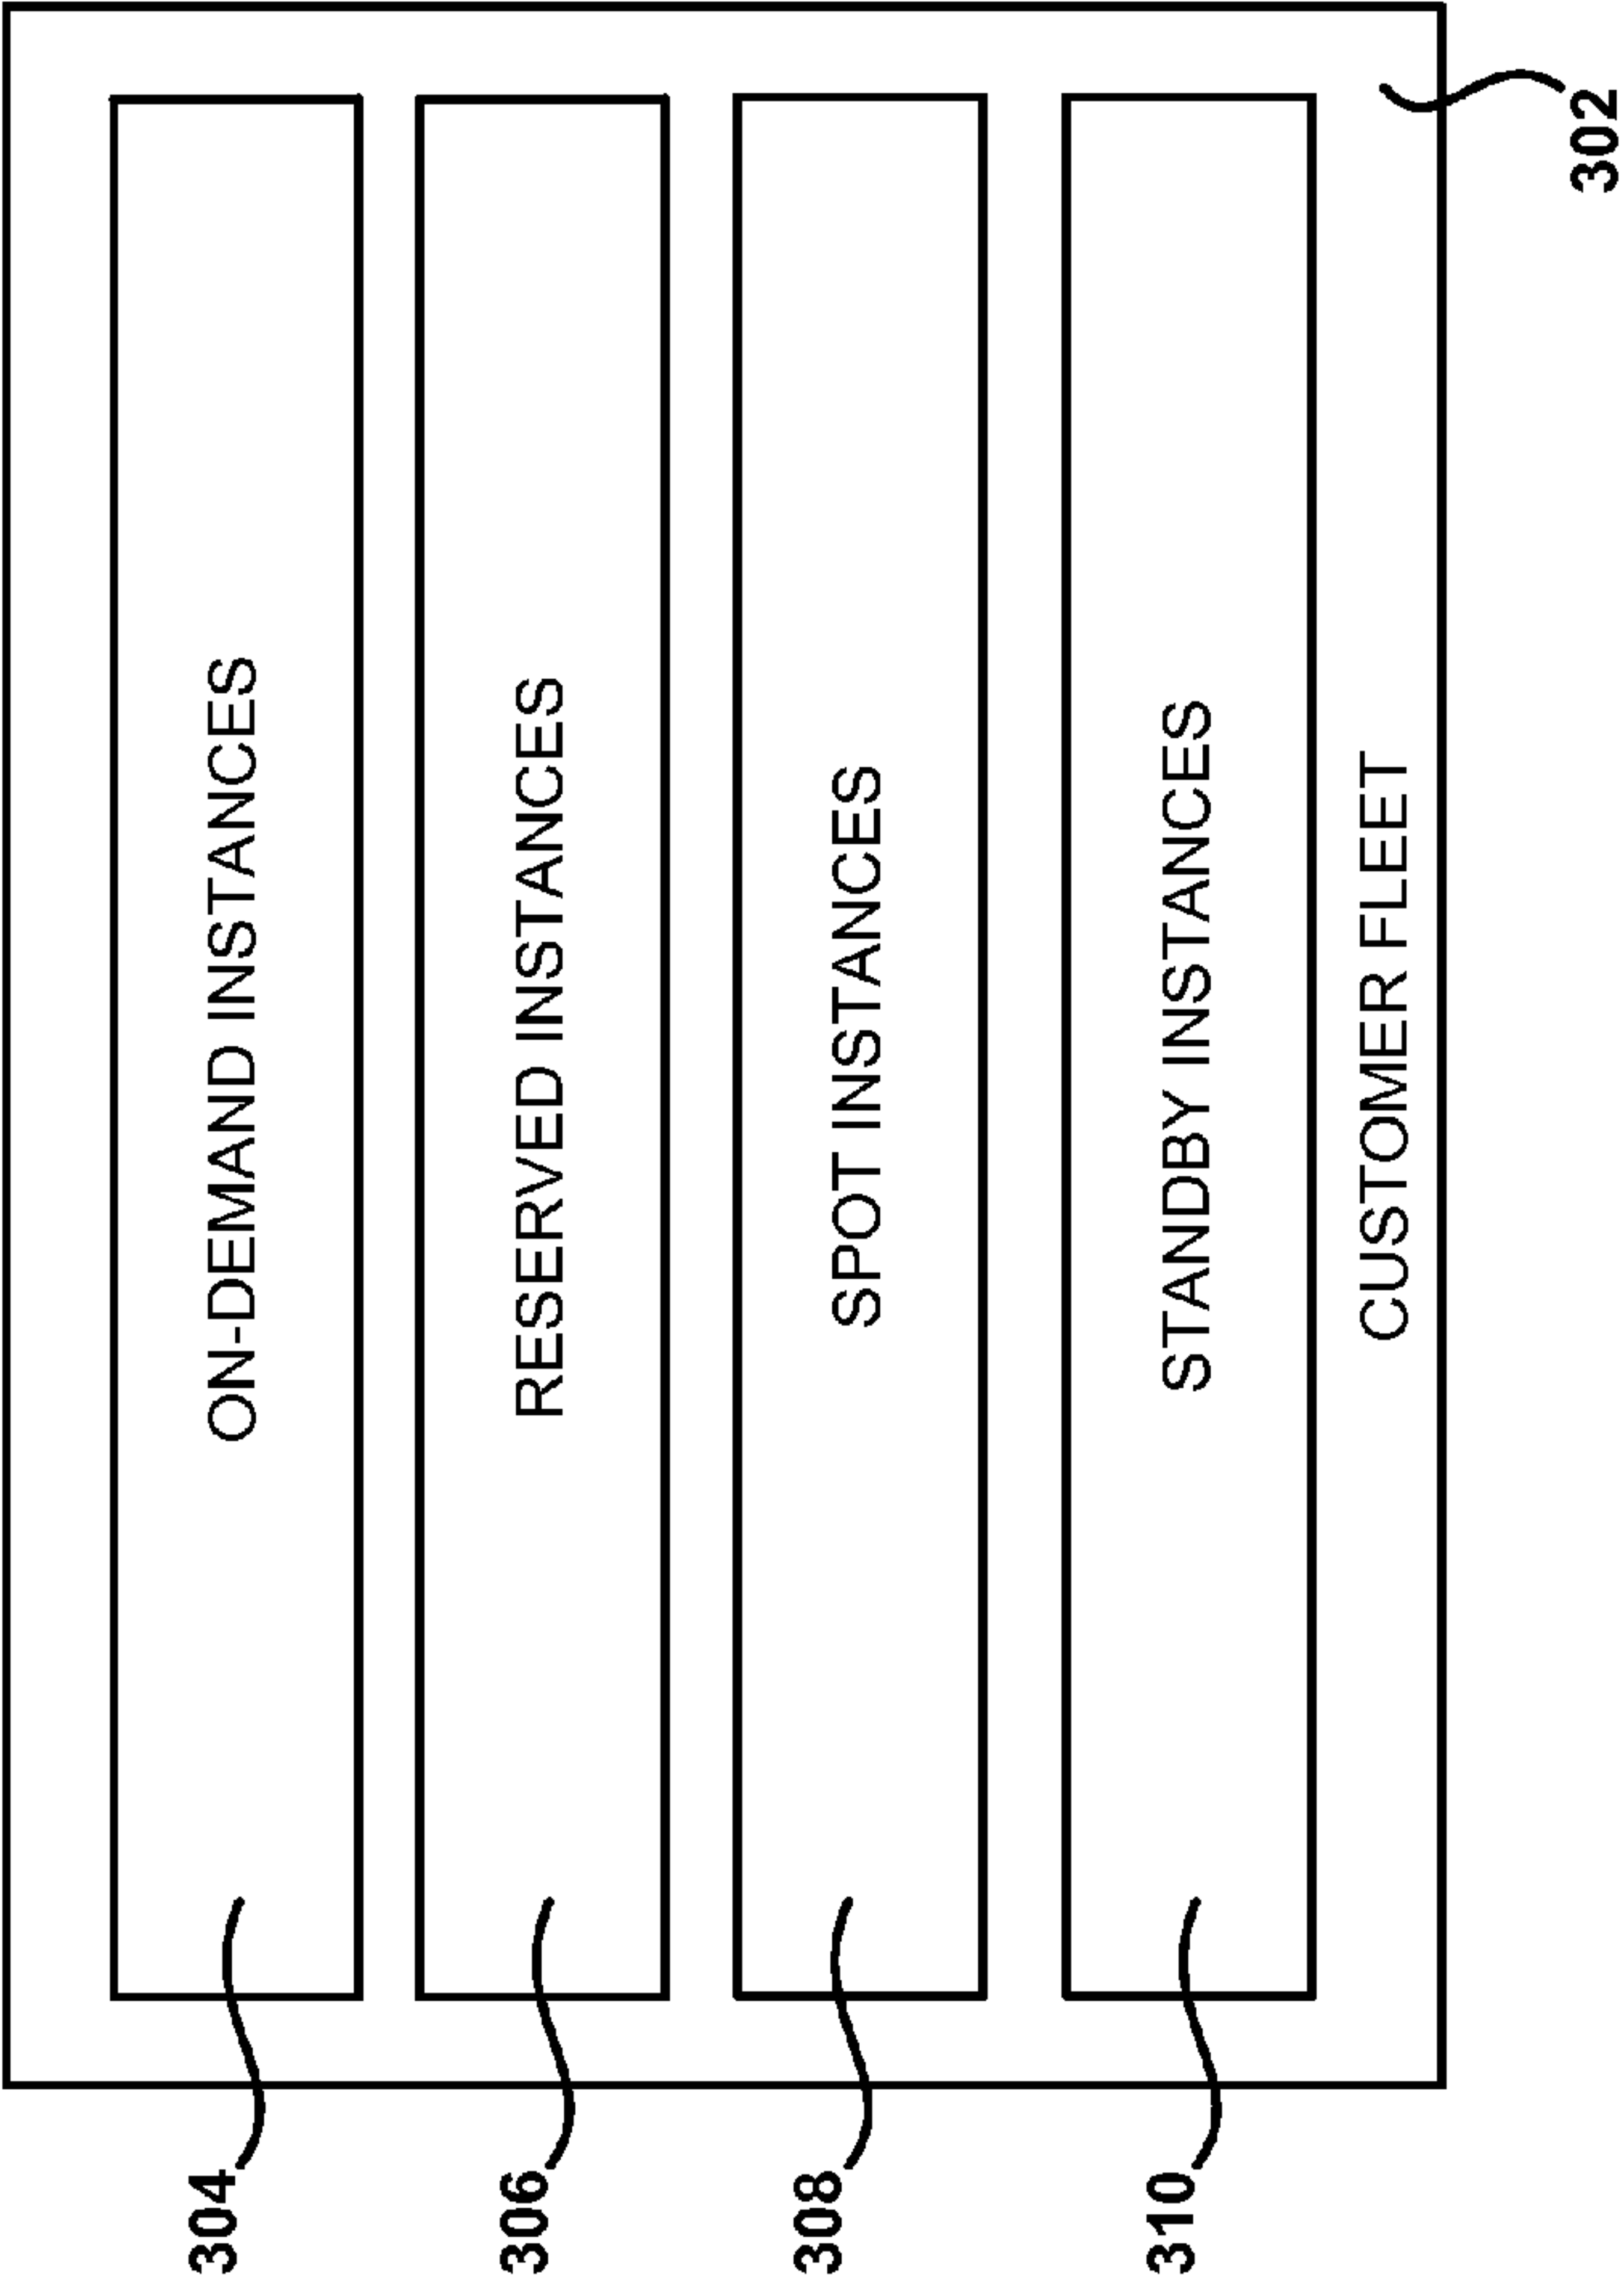 304
ON-DEMAND INSTANCES
306
RESERVED INSTANCES
308
SPOT INSTANCES
310
STANDBY INSTANCES
CUSTOMER FLEET
302